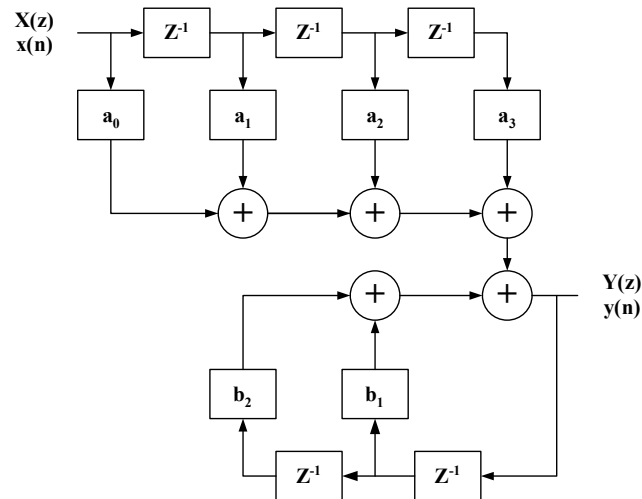 X(z)
x(n)
Z⁻¹ Z⁻¹ Z⁻¹
a₀ a₁ a₂ a₃
+ + +
+ +
Y(z)
y(n)
b₂ b₁
Z⁻¹ Z⁻¹